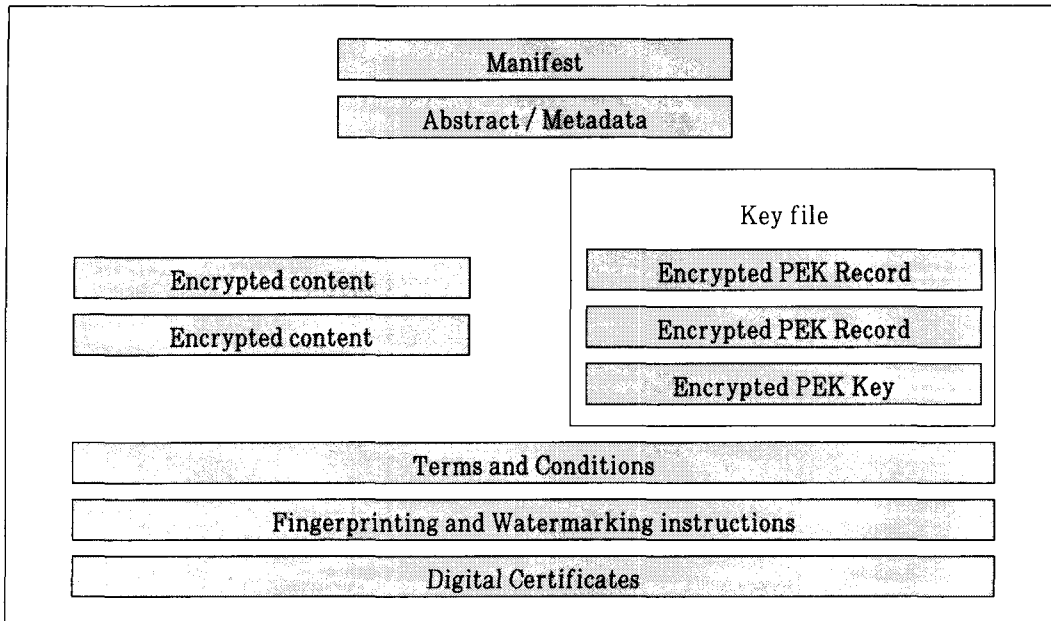 Manifest
Abstract / Metadata
Key file
Encrypted content
Encrypted content
Encrypted PEK Record
Encrypted PEK Record
Encrypted PEK Key
Terms and Conditions
Fingerprinting and Watermarking instructions
Digital Certificates